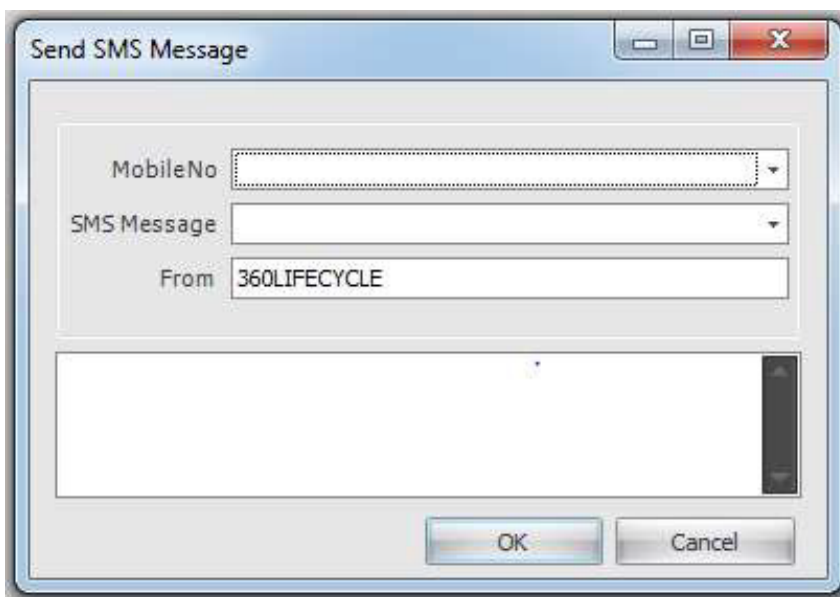 Send SMS Message
MobileNo
SMS Message
From 360LIFECYCLE
OK Cancel